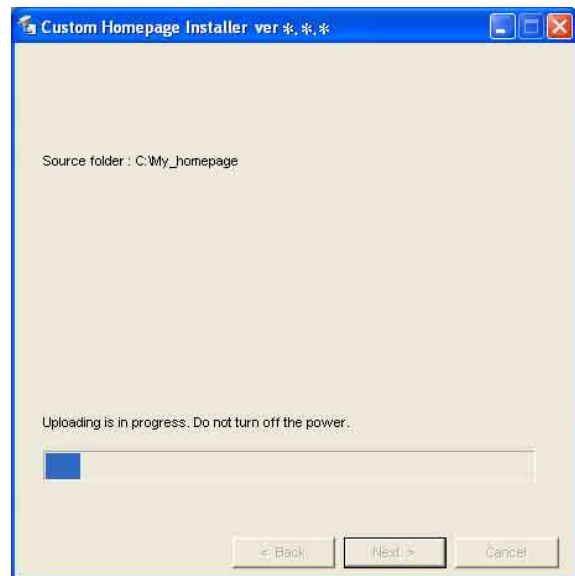 Custom Homepage Installer ver *.*.*
Source folder : C:\My_homepage
Uploading is in progress. Do not turn off the power.
< Back
Next >
Cancel